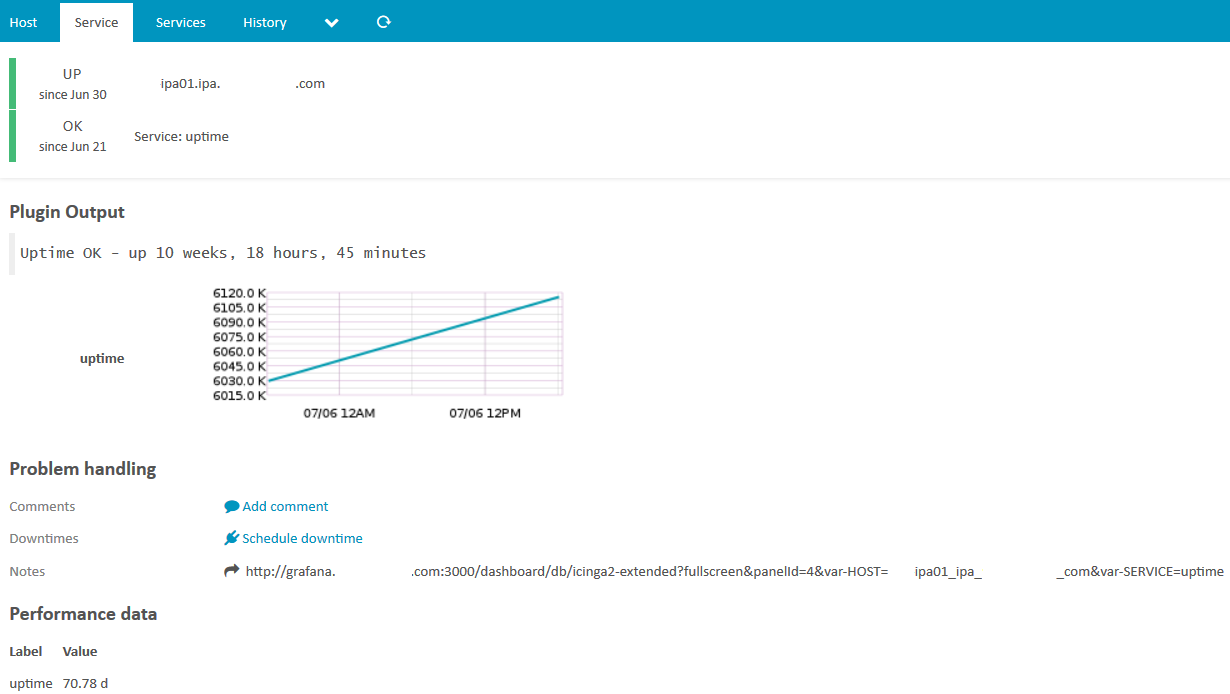 Host Service Services History
UP
since Jun 30
ipa01.ipa. .com
OK
since Jun 21
Service: uptime
Plugin Output
Uptime OK - up 10 weeks, 18 hours, 45 minutes
uptime
6120.0 K
6105.0 K
6090.0 K
6075.0 K
6060.0 K
6045.0 K
6030.0 K
6015.0 K
07/06 12AM 07/06 12PM
Problem handling
Comments Add comment
Downtimes Schedule downtime
Notes http://grafana. .com:3000/dashboard/db/icinga2-extended?fullscreen&panelId=4&var-HOST= ipa01_ipa_ _com&var-SERVICE=uptime
Performance data
Label Value
uptime 70.78 d